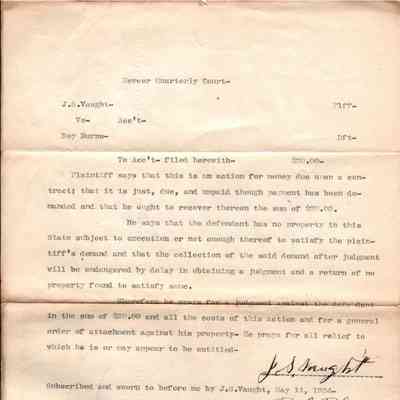 Quarterly Court-
J.S.Vaught- Plff-
Vs- Acc't-
Roy Burns- Dft-
To Acc't- filed herewith- $20.00-
Plaintiff says that this is an action for money due upon a con-
tract; that it is just, due, and unpaid though payment has been de-
manded and that he ought to recover thereon the sum of $20.00.
He says that the defendant has no property in this
State subject to execution or not enough thereof to satisfy the plain-
tiff's demand and that the collection of the said demand after judgment
will be endangered by delay in obtaining a judgment and a return of no
property found to satisfy same.
Wherefore he prays for a judgment against the defendant
in the sum of $20.00 and all the costs of this action and for a general
order of attachment against his property- He prays for all relief to
which he is or may appear to be entitled-
J.S.Vaught
Subscribed and sworn to before me by J.S.Vaught, May 14,